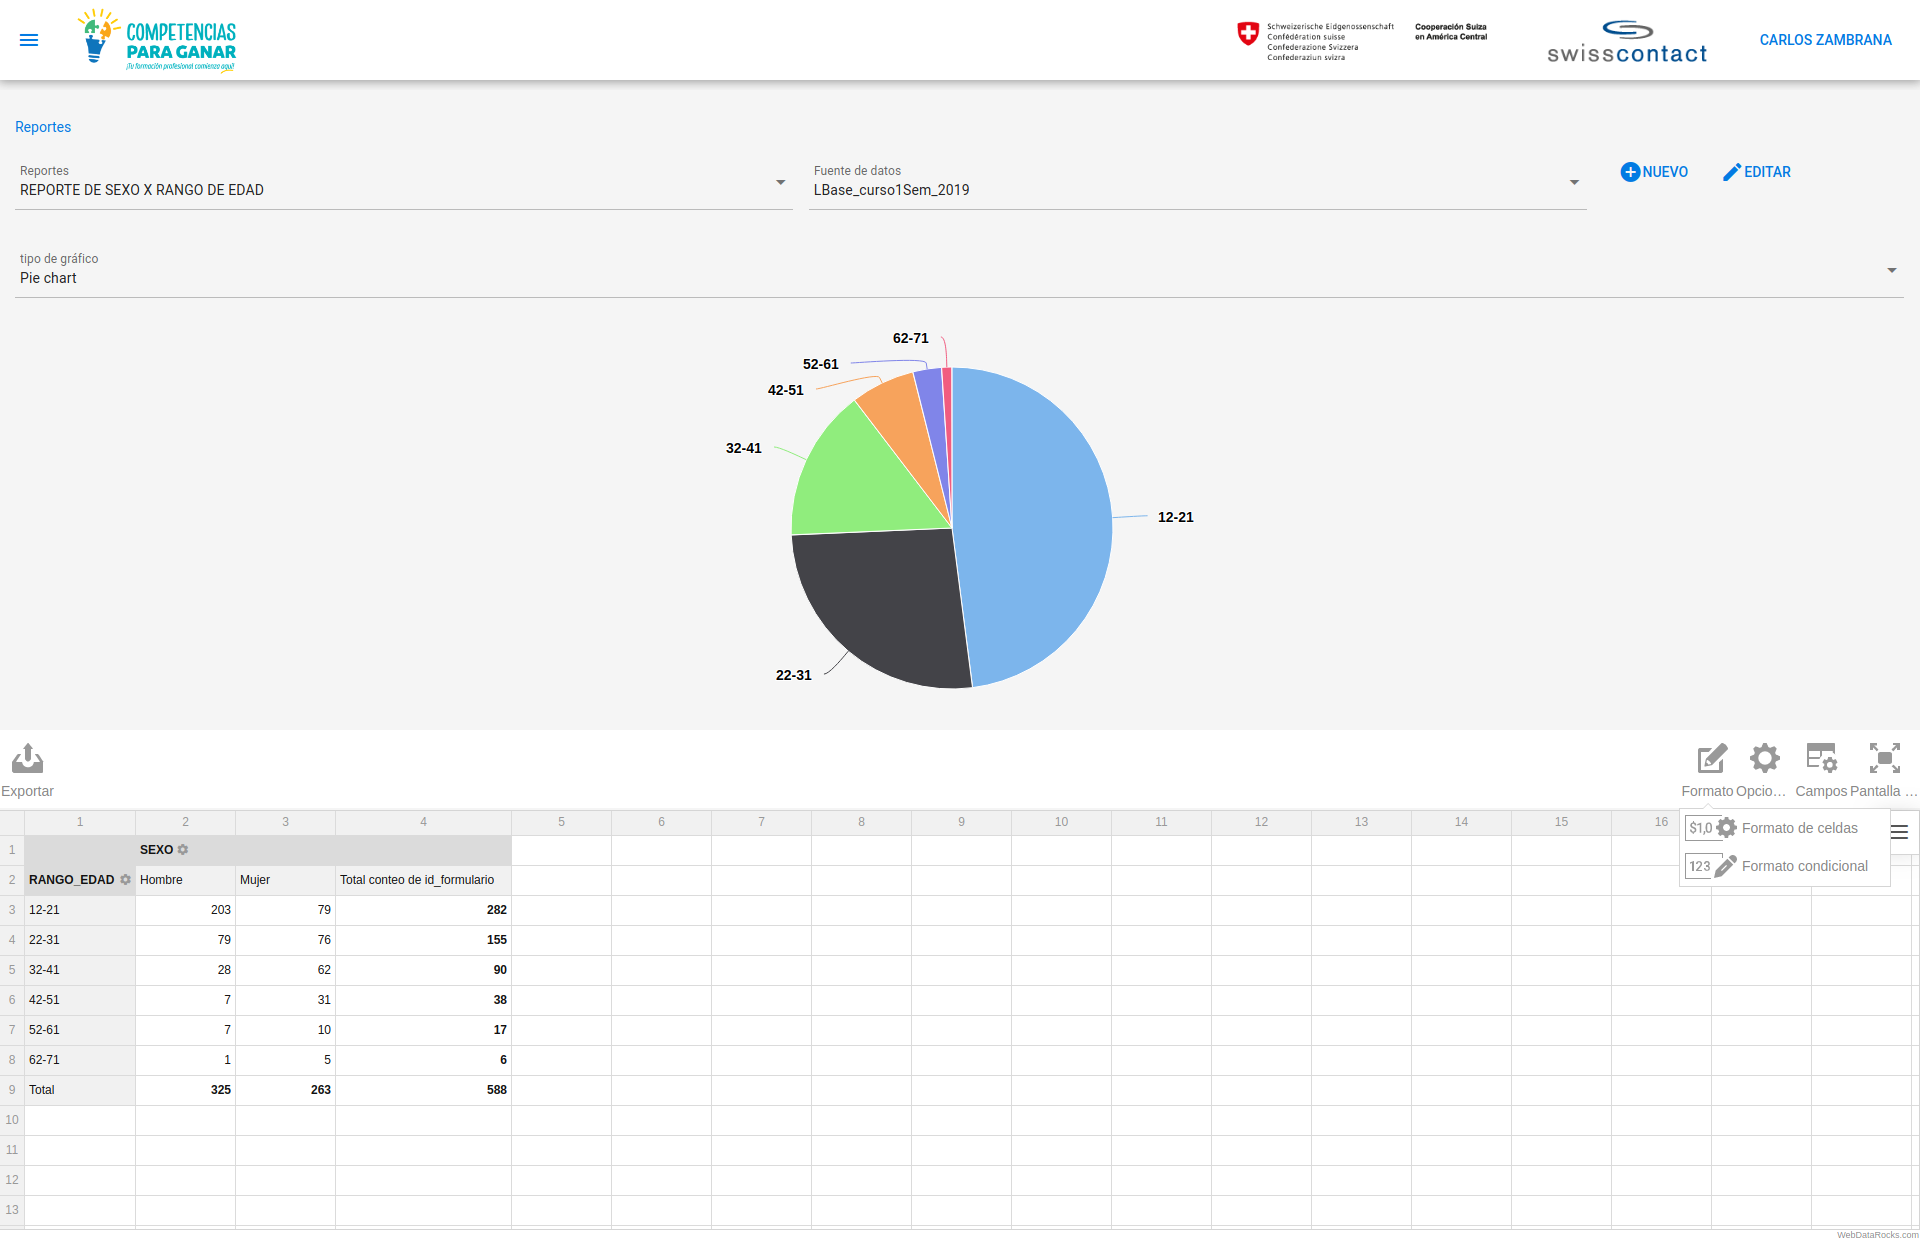 COMPETENCIAS
PARA GANAR
¡Tu formación profesional comienza aquí!
Schweizerische Eidgenossenschaft
Confédération suisse
Confederazione Svizzera
Confederaziun svizra
Cooperación Suiza
en América Central
swisscontact
CARLOS ZAMBRANA
Reportes
Reportes
REPORTE DE SEXO X RANGO DE EDAD
Fuente de datos
LBase_curso1Sem_2019
NUEVO
EDITAR
tipo de gráfico
Pie chart
62-71
52-61
42-51
32-41
12-21
22-31
Exportar
Formato
Opcio...
Campos
Pantalla ...
1 2 3 4 5 6 7 8 9 10 11 12 13 14 15 16
$1,0 Formato de celdas
123 Formato condicional
1 SEXO
2 RANGO_EDAD Hombre Mujer Total conteo de id_formulario
3 12-21 203 79 282
4 22-31 79 76 155
5 32-41 28 62 90
6 42-51 7 31 38
7 52-61 7 10 17
8 62-71 1 5 6
9 Total 325 263 588
10
11
12
13
WebDataRocks.com